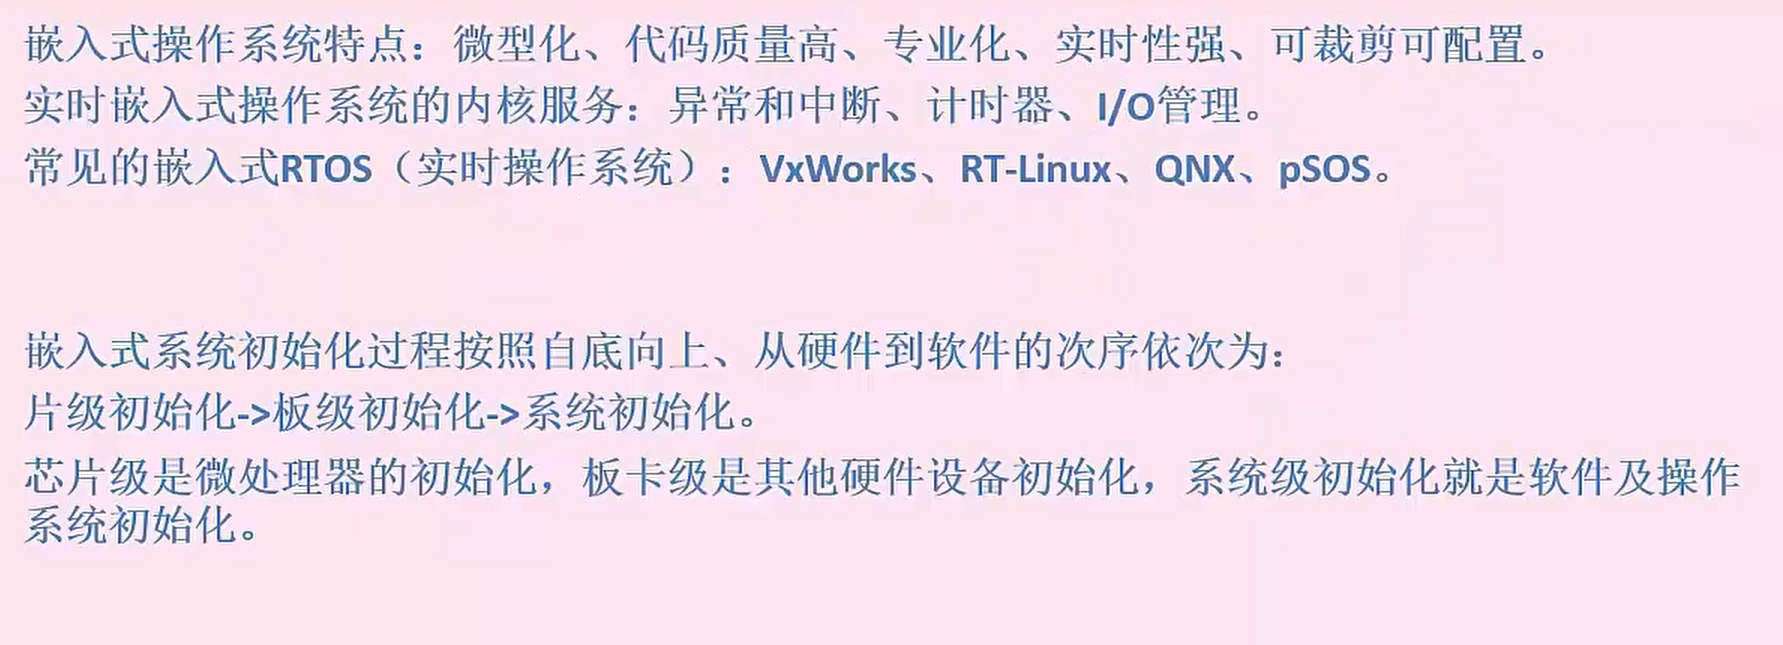 嵌入式操作系统特点：微型化、代码质量高、专业化、实时性强、可裁剪可配置。
实时嵌入式操作系统的内核服务：异常和中断、计时器、I/O管理。
常见的嵌入式RTOS（实时操作系统）：VxWorks、RT-Linux、QNX、pSOS。
嵌入式系统初始化过程按照自底向上、从硬件到软件的次序依次为：
片级初始化->板级初始化->系统初始化。
芯片级是微处理器的初始化，板卡级是其他硬件设备初始化，系统级初始化就是软件及操作
系统初始化。